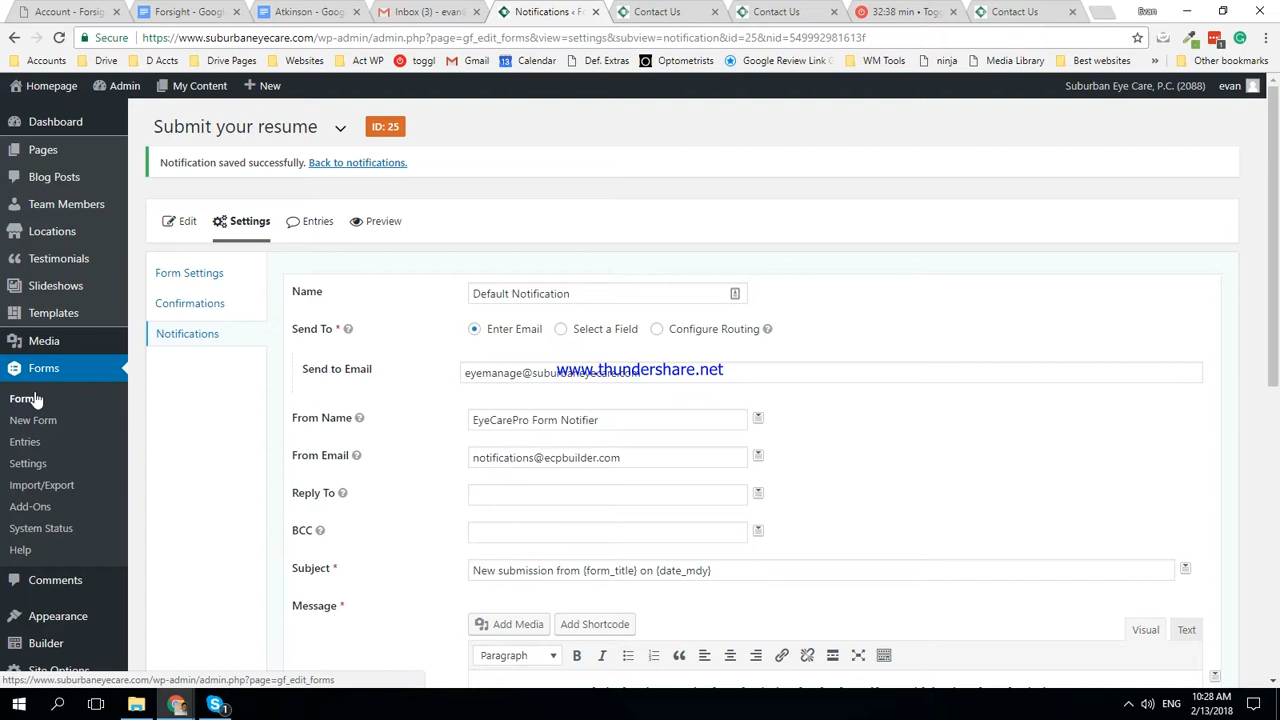 Account - Forsig
Forsight - Google
Atkinson - Google
Inbox (3) - evan@
Notifications ‹ F
Contact Us
Contact Us
32:38 min • Togg
Contact Us
Evan
Secure
https://www.suburbaneyecare.com/wp-admin/admin.php?page=gf_edit_forms&view=settings&subview=notification&id=25&nid=549992981613f
Accounts
Drive
D Accts
Drive Pages
Websites
Act WP
toggl
Gmail
13
Calendar
Def. Extras
Optometrists
Google Review Link G
WM Tools
ninja
Media Library
Best websites
»
Other bookmarks
Homepage
Admin
My Content
New
Suburban Eye Care, P.C. (2088)
evan
Dashboard
Pages
Blog Posts
Team Members
Locations
Testimonials
Slideshows
Templates
Media
Forms
Forms
New Form
Entries
Settings
Import/Export
Add-Ons
System Status
Help
Comments
Appearance
Builder
Site Options
Submit your resume
ID: 25
Notification saved successfully. Back to notifications.
Edit
Settings
Entries
Preview
Form Settings
Confirmations
Notifications
Name
Default Notification
Send To *
Enter Email
Select a Field
Configure Routing
Send to Email
eyemanage@suburbaneyecare.com
www.thundershare.net
From Name
EyeCarePro Form Notifier
From Email
notifications@ecpbuilder.com
Reply To
BCC
Subject *
New submission from {form_title} on {date_mdy}
Message *
Add Media
Add Shortcode
Visual
Text
Paragraph
B
I
https://www.suburbaneyecare.com/wp-admin/admin.php?page=gf_edit_forms
1
ENG
10:28 AM
2/13/2018